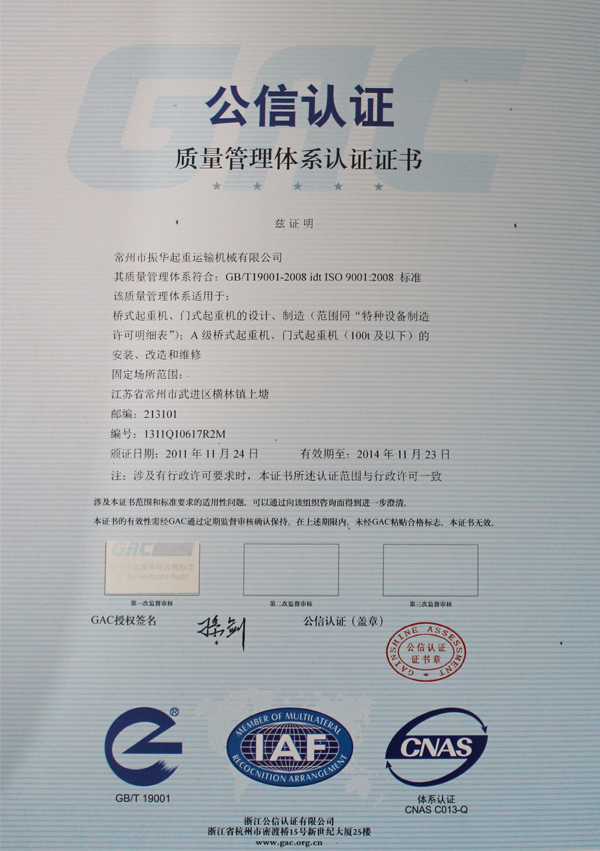 GAC
公信认证
质量管理体系认证证书
兹证明
常州市振华起重运输机械有限公司
其质量管理体系符合：GB/T19001-2008 idt ISO 9001:2008 标准
该质量管理体系适用于：
桥式起重机、门式起重机的设计、制造（范围同“特种设备制造
许可明细表”）；A 级桥式起重机、门式起重机（100t 及以下）的
安装、改造和维修
固定场所范围：
江苏省常州市武进区横林镇上塘
邮编：213101
编号：1311Q10617R2M
颁证日期：2011 年 11 月 24 日 有效期至：2014 年 11 月 23 日
注：涉及有行政许可要求时，本证书所述认证范围与行政许可一致
涉及本证书范围和标准要求的适用性问题，可以通过向该组织咨询而得到进一步澄清。
本证书的有效性需经GAC通过定期监督审核确认保持。在上述期限内，未经GAC粘贴合格标志，本证书无效。
GAC
Surveillance Audit
第一次监督审核 第二次监督审核 第三次监督审核
GAC授权签名 公信认证（盖章）
GAINSHINE ASSESSMENT
公信认证
证书章
®
MEMBER OF MULTILATERAL
IAF
RECOGNITION ARRANGEMENT
CNAS
GB/T 19001
体系认证
CNAS C013-Q
浙江公信认证有限公司
浙江省杭州市密渡桥15号新世纪大厦25楼
www.gac.org.cn